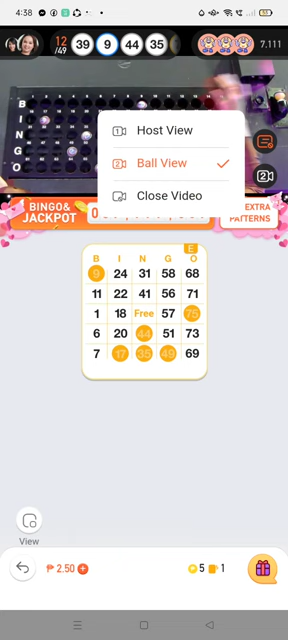 4:38
53
12
/49
39
9
44
35
7.111
B
I
N
G
O
Host View
Ball View
Close Video
BINGO&
JACKPOT
EXTRA
PATTERNS
E
B I N G O
9 24 31 58 68
11 22 41 56 71
1 18 Free 57 75
6 20 44 51 73
7 17 35 49 69
View
₱ 2.50
P 5 1